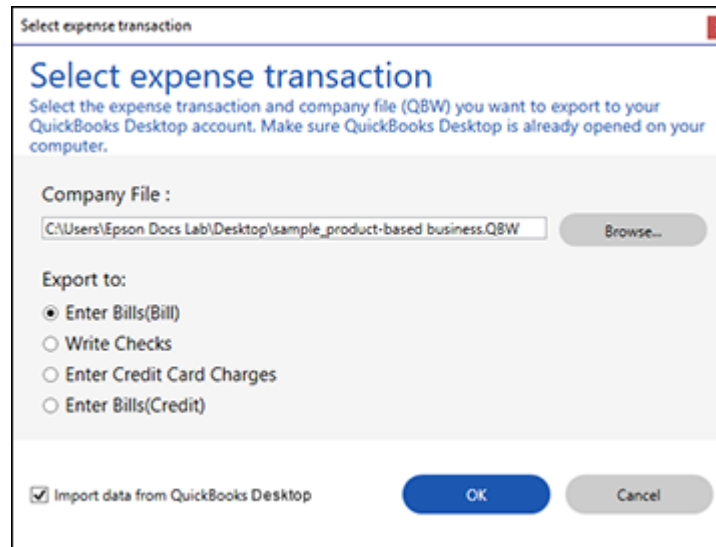 Select expense transaction
Select expense transaction
Select the expense transaction and company file (QBW) you want to export to your
QuickBooks Desktop account. Make sure QuickBooks Desktop is already opened on your
computer.
Company File :
C:\Users\Epson Docs Lab\Desktop\sample_product-based business.QBW
Browse...
Export to:
Enter Bills(Bill)
Write Checks
Enter Credit Card Charges
Enter Bills(Credit)
Import data from QuickBooks Desktop
OK
Cancel